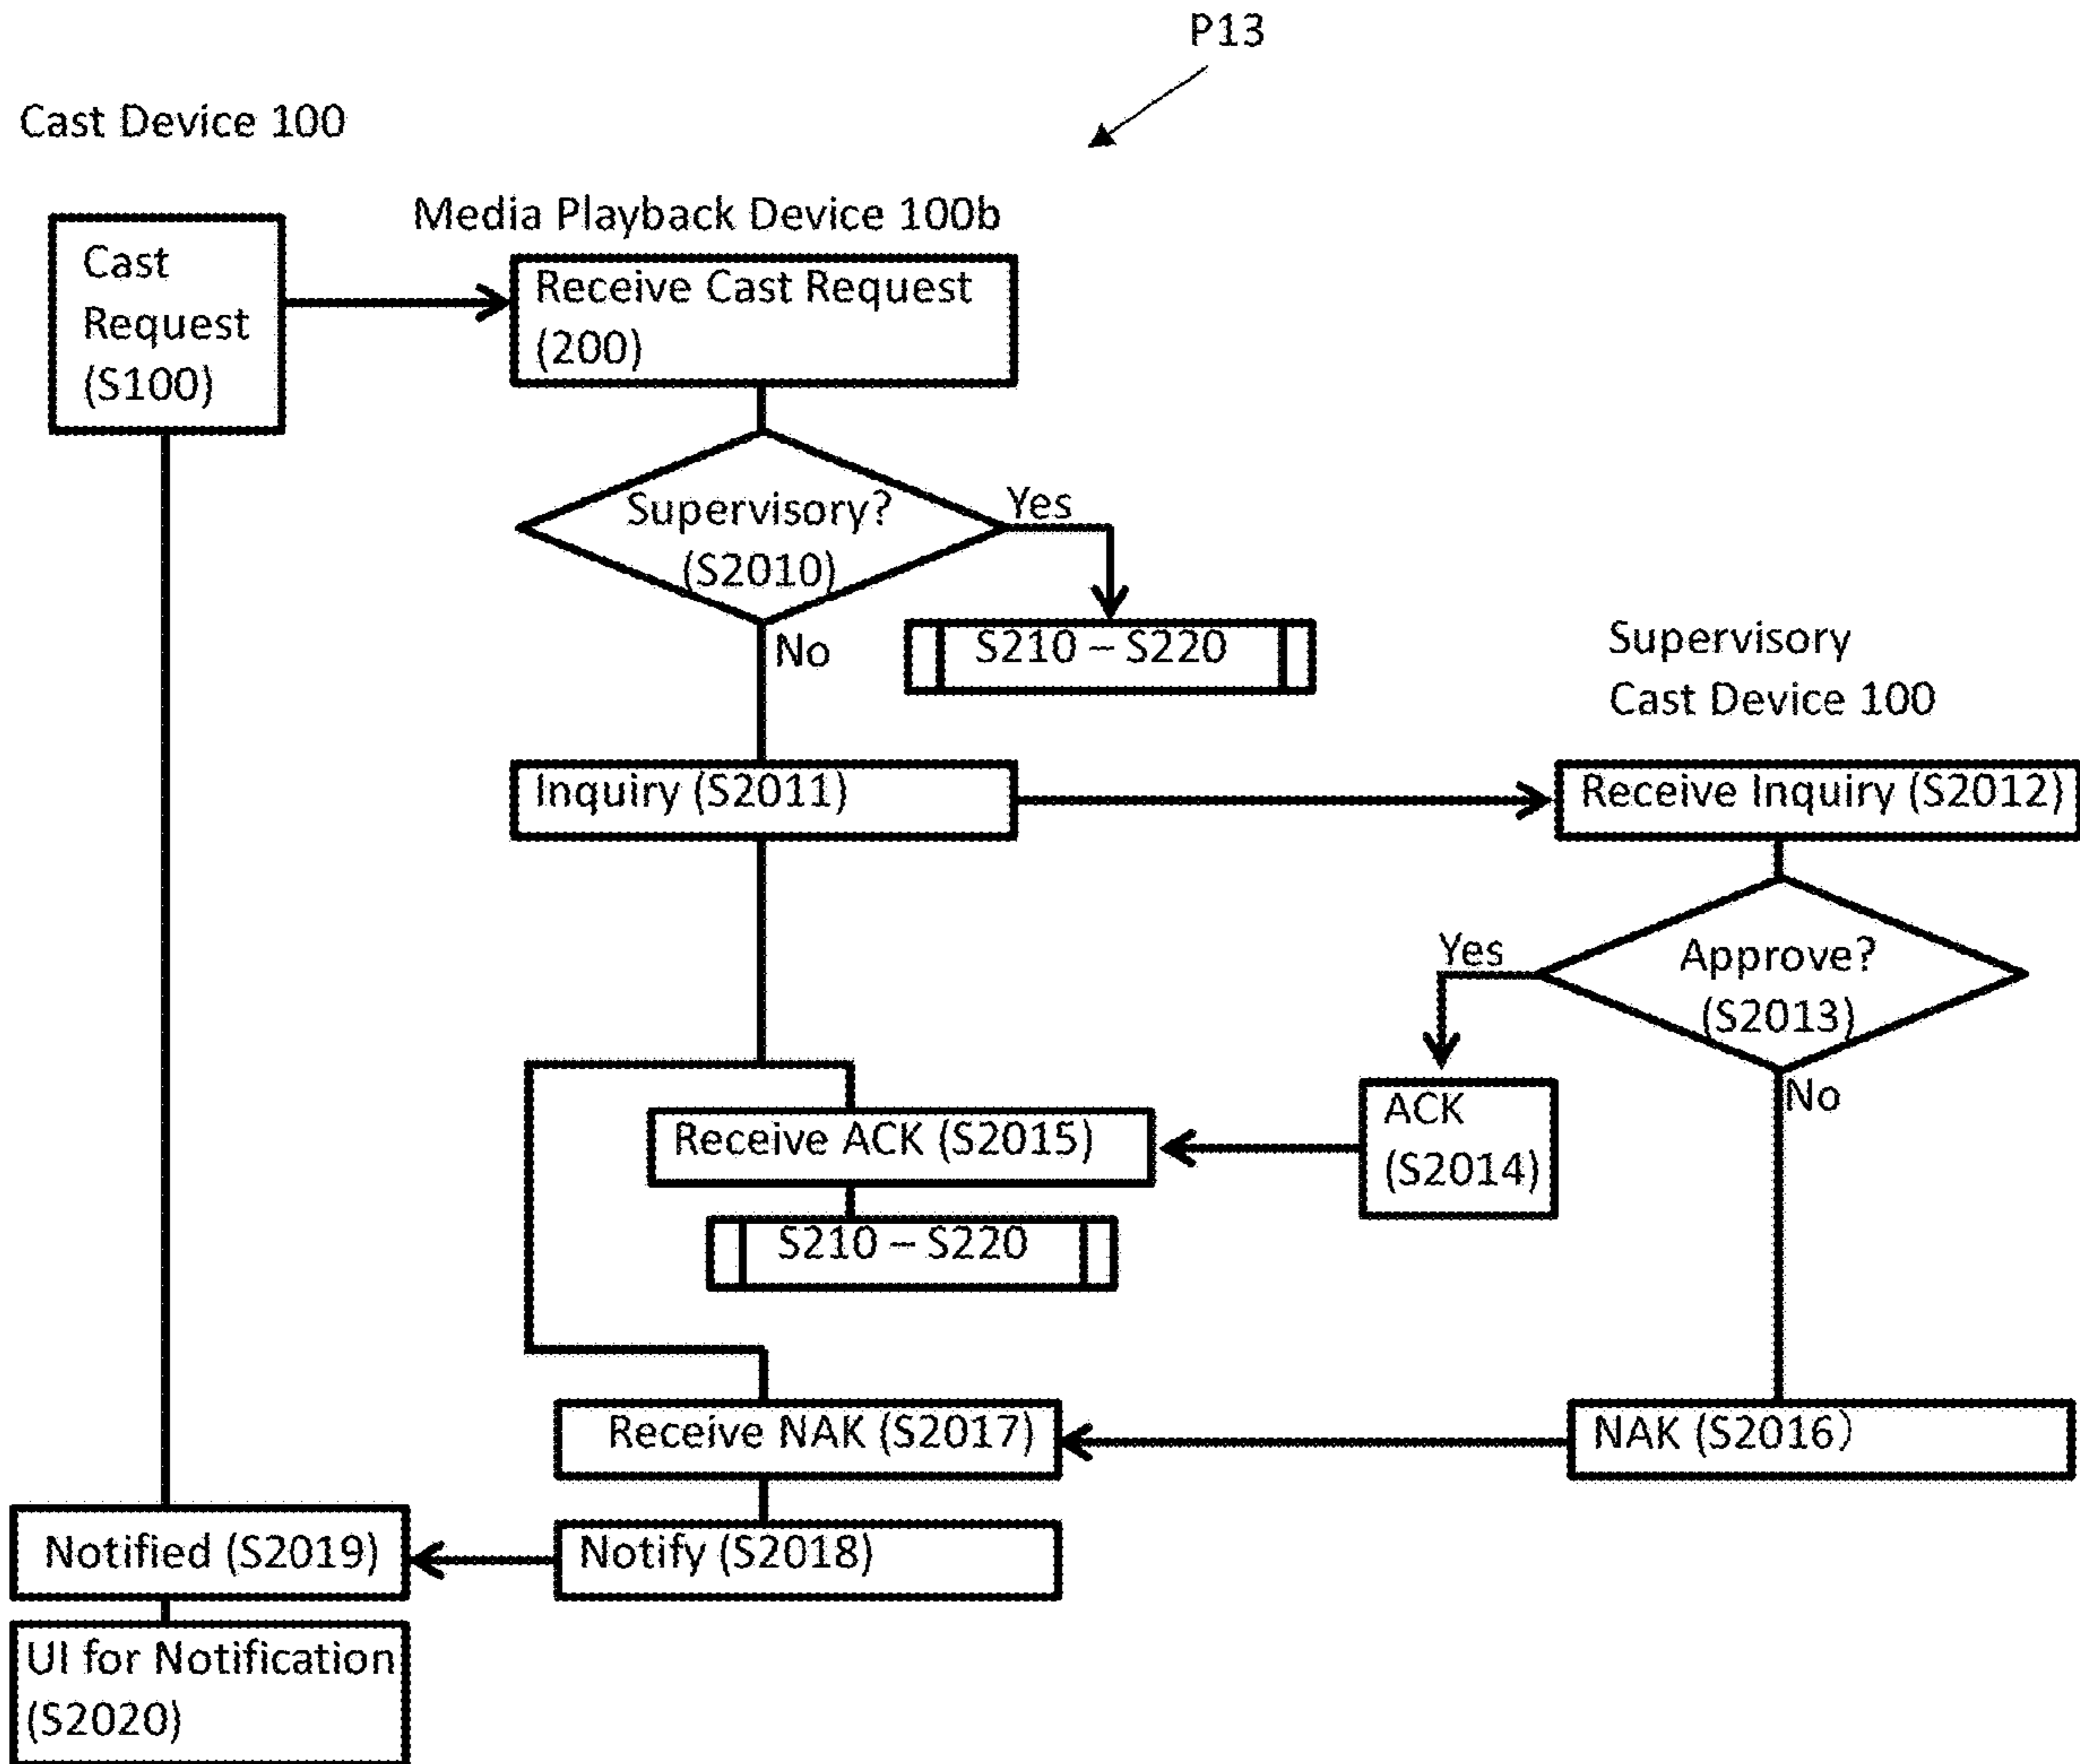 P13
Cast Device 100
Media Playback Device 100b
Cast
Request
(S100)
Receive Cast Request
(200)
Supervisory?
(S2010)
Yes
No
S210 – S220
Supervisory
Cast Device 100
Inquiry (S2011)
Receive Inquiry (S2012)
Approve?
(S2013)
Yes
No
ACK
(S2014)
Receive ACK (S2015)
S210 – S220
Receive NAK (S2017)
NAK (S2016)
Notified (S2019)
Notify (S2018)
UI for Notification
(S2020)